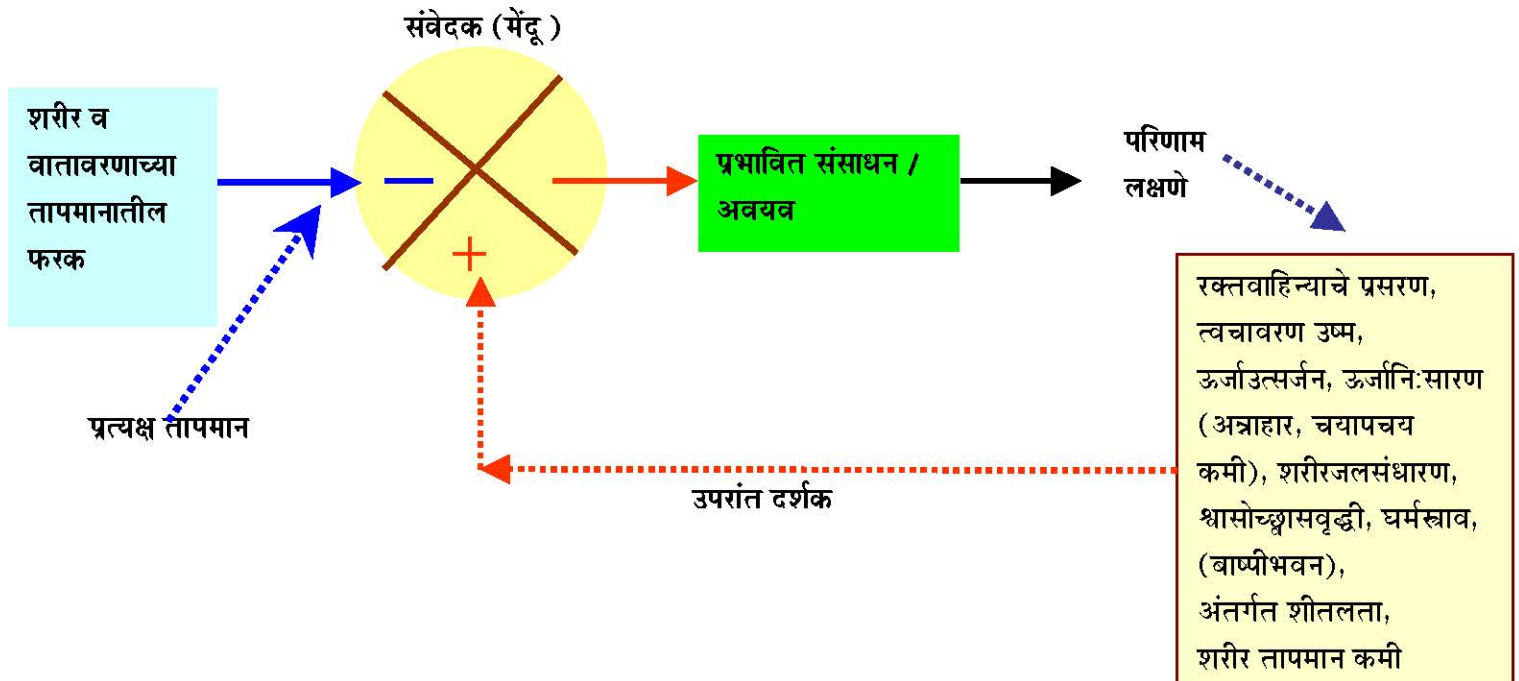 संवेदक (मेंदू )
शरीर व
वातावरणाच्या
तापमानातील
फरक
प्रभावित संसाधन /
अवयव
परिणाम
लक्षणे
प्रत्यक्ष तापमान
उपरांत दर्शक
रक्तवाहिन्याचे प्रसरण,
त्वचावरण उष्म,
ऊर्जाउत्सर्जन, ऊर्जानि:सारण
(अन्नाहार, चयापचय
कमी), शरीरजलसंधारण,
श्वासोच्छ्वासवृद्धी, घर्मस्त्राव,
(बाष्पीभवन),
अंतर्गत शीतलता,
शरीर तापमान कमी